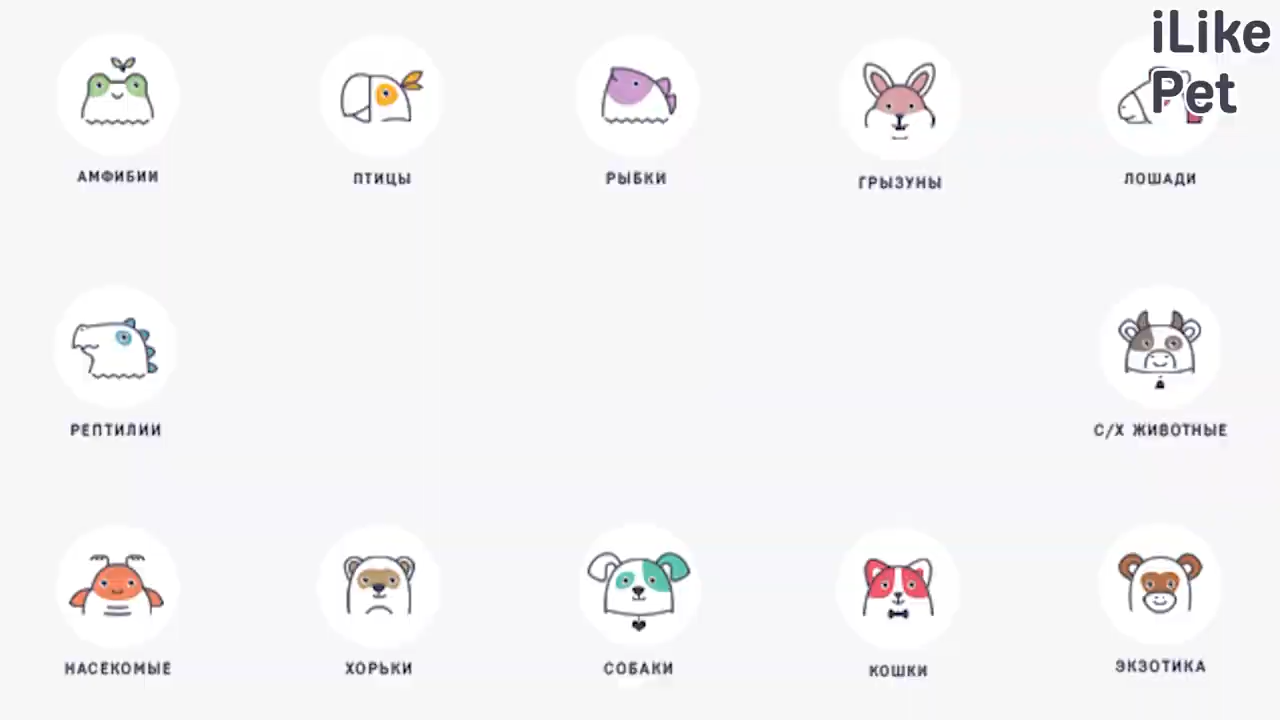 iLike
Pet
АМФИБИИ
ПТИЦЫ
РЫБКИ
ГРЫЗУНЫ
ЛОШАДИ
РЕПТИЛИИ
С/Х ЖИВОТНЫЕ
НАСЕКОМЫЕ
ХОРЬКИ
СОБАКИ
КОШКИ
ЭКЗОТИКА